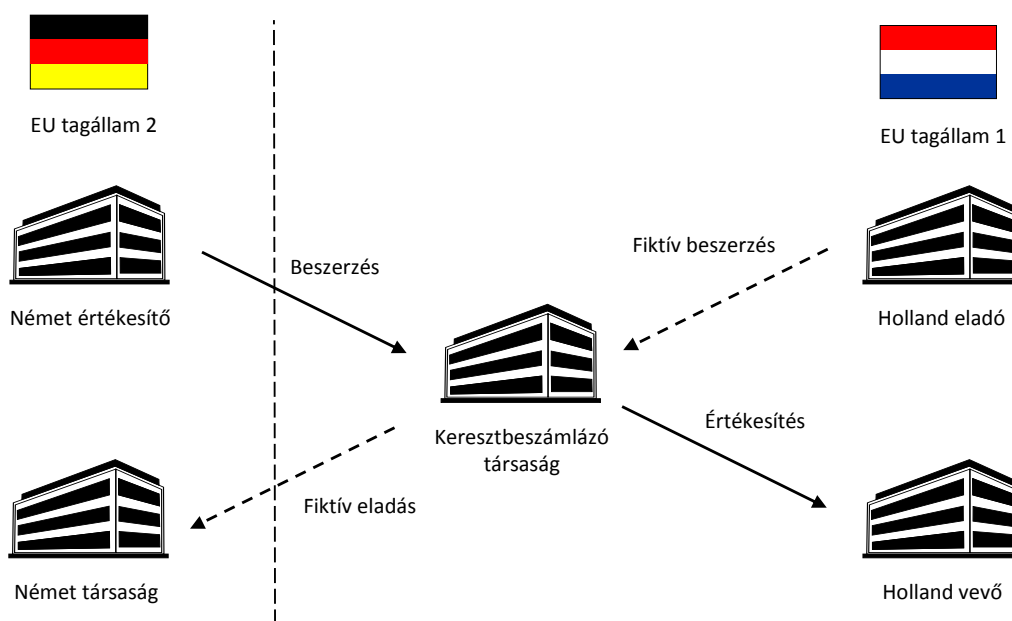 EU tagállam 2
EU tagállam 1
Beszerzés
Fiktív beszerzés
Német értékesítő
Holland eladó
Keresztbeszámlázó
társaság
Értékesítés
Fiktív eladás
Német társaság
Holland vevő